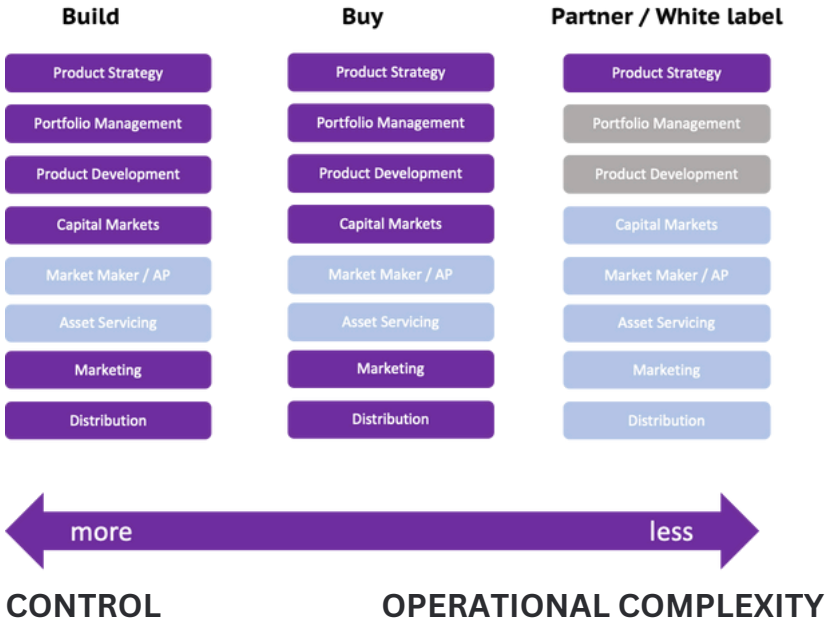 Build
Buy
Partner / White label
Product Strategy
Product Strategy
Product Strategy
Portfolio Management
Portfolio Management
Portfolio Management
Product Development
Product Development
Product Development
Capital Markets
Capital Markets
Capital Markets
Market Maker / AP
Market Maker / AP
Market Maker / AP
Asset Servicing
Asset Servicing
Asset Servicing
Marketing
Marketing
Marketing
Distribution
Distribution
Distribution
more
less
CONTROL
OPERATIONAL COMPLEXITY